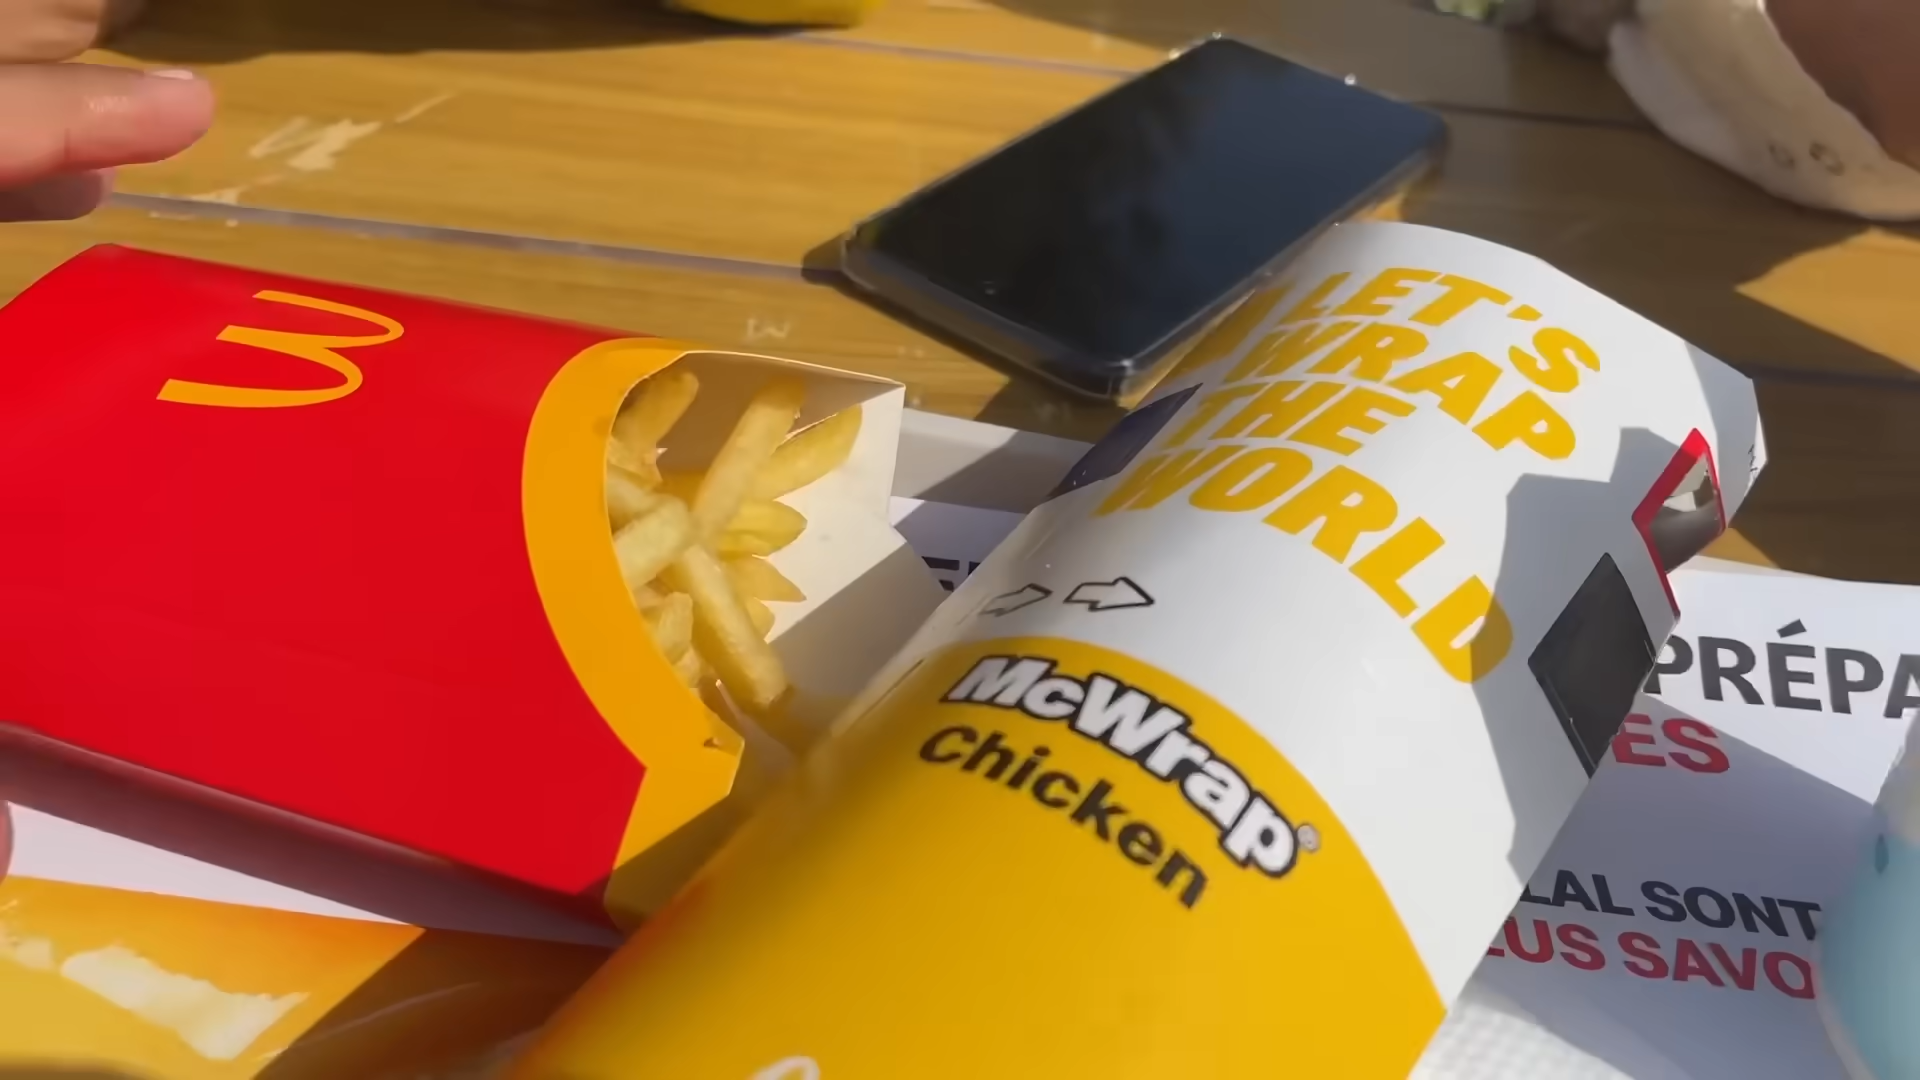 LET'S
WRAP
THE
WORLD
McWrap®
Chicken
PRÉPA
ES
LAL SONT
LUS SAVO